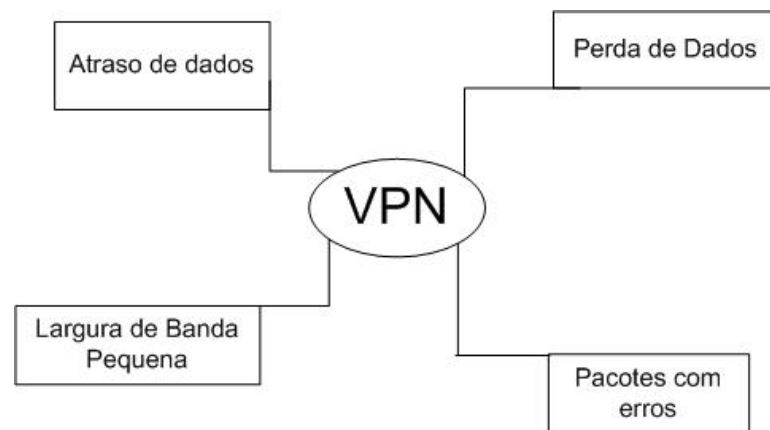 Atraso de dados
Perda de Dados
VPN
Largura de Banda
Pequena
Pacotes com
erros